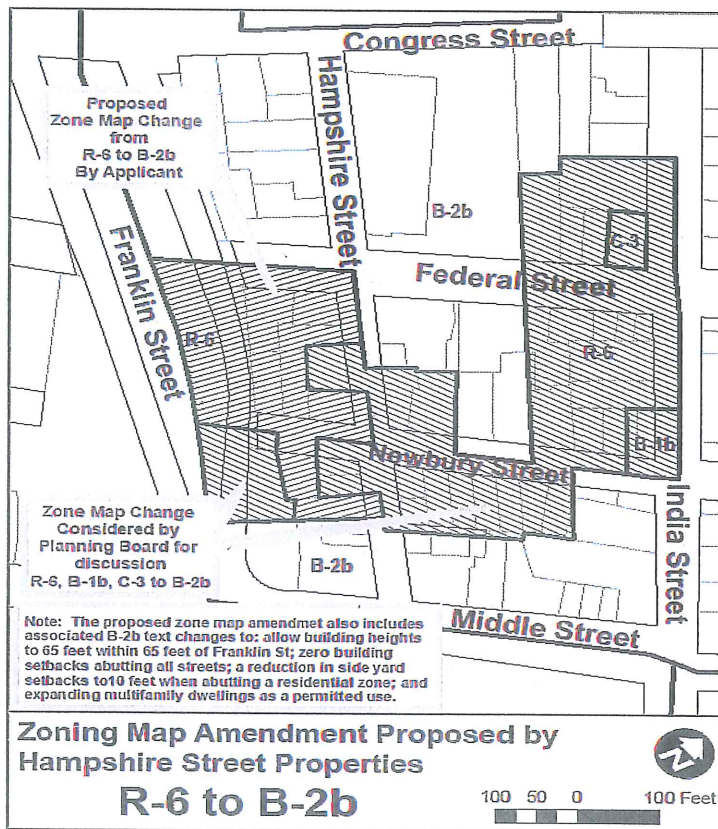 Congress Street
Hampshire Street
Proposed
Zone Map Change
from
R-6 to B-2b
By Applicant
B-2b
C-3
Franklin Street
Federal Street
R-6
R-6
B-1b
Newbury Street
India Street
Zone Map Change
Considered by
Planning Board for
discussion
R-6, B-1b, C-3 to B-2b
B-2b
Middle Street
Note: The proposed zone map amendmet also includes
associated B-2b text changes to: allow building heights
to 65 feet within 65 feet of Franklin St; zero building
setbacks abutting all streets; a reduction in side yard
setbacks to10 feet when abutting a residential zone; and
expanding multifamily dwellings as a permitted use.
Zoning Map Amendment Proposed by
Hampshire Street Properties
R-6 to B-2b
N
100 50 0 100 Feet